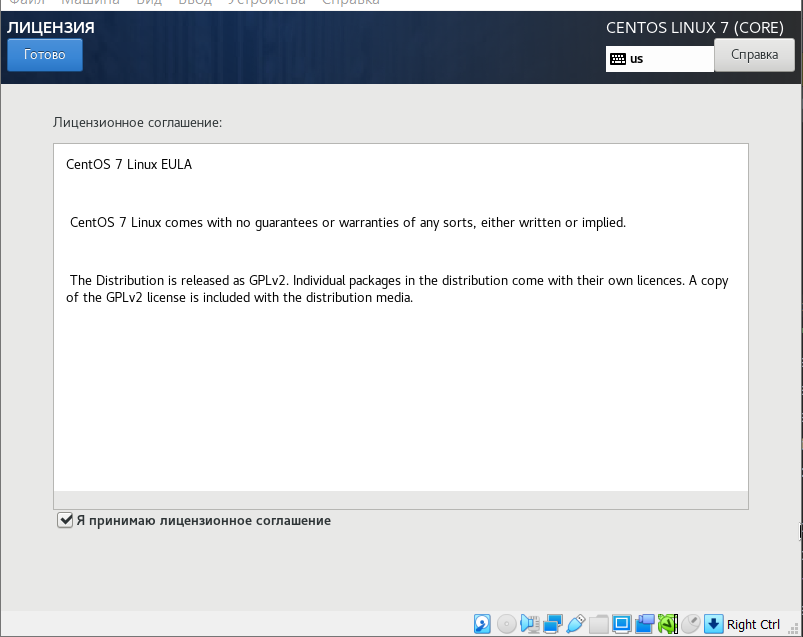 Файл Машина Вид Ввод Устройства Справка
ЛИЦЕНЗИЯ
CENTOS LINUX 7 (CORE)
Готово
us
Справка
Лицензионное соглашение:
CentOS 7 Linux EULA
CentOS 7 Linux comes with no guarantees or warranties of any sorts, either written or implied.
The Distribution is released as GPLv2. Individual packages in the distribution come with their own licences. A copy
of the GPLv2 license is included with the distribution media.
Я принимаю лицензионное соглашение
Right Ctrl